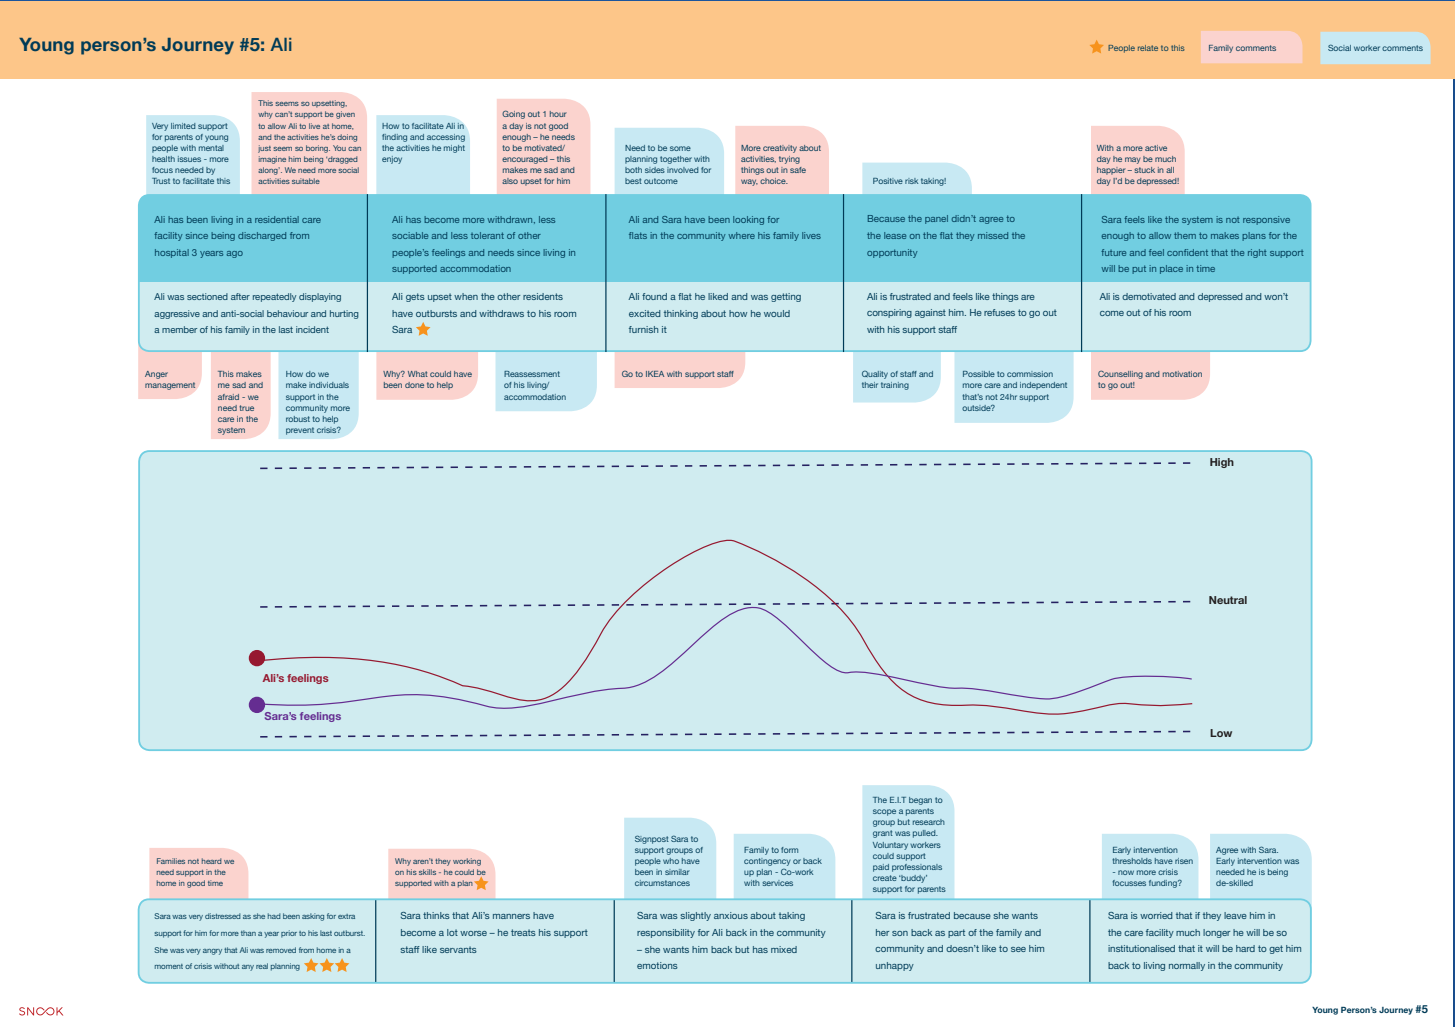 Young person's Journey #5: Ali
People relate to this
Family comments
Social worker comments
Very limited support
for parents of young
people with mental
health issues - more
focus needed by
Trust to facilitate this
This seems so upsetting,
why can't support be given
to allow Ali to live at home,
and the activities he's doing
just seem so boring. You can
imagine him being 'dragged
along'. We need more social
activities suitable
How to facilitate Ali in
finding and accessing
the activities he might
enjoy
Going out 1 hour
a day is not good
enough – he needs
to be motivated/
encouraged – this
makes me sad and
also upset for him
Need to be some
planning together with
both sides involved for
best outcome
More creativity about
activities, trying
things out in safe
way, choice.
Positive risk taking!
With a more active
day he may be much
happier – stuck in all
day I'd be depressed!
Ali has been living in a residential care
facility since being discharged from
hospital 3 years ago
Ali has become more withdrawn, less
sociable and less tolerant of other
people's feelings and needs since living in
supported accommodation
Ali and Sara have been looking for
flats in the community where his family lives
Because the panel didn't agree to
the lease on the flat they missed the
opportunity
Sara feels like the system is not responsive
enough to allow them to makes plans for the
future and feel confident that the right support
will be put in place in time
Ali was sectioned after repeatedly displaying
aggressive and anti-social behaviour and hurting
a member of his family in the last incident
Ali gets upset when the other residents
have outbursts and withdraws to his room
Sara
Ali found a flat he liked and was getting
excited thinking about how he would
furnish it
Ali is frustrated and feels like things are
conspiring against him. He refuses to go out
with his support staff
Ali is demotivated and depressed and won't
come out of his room
Anger
management
This makes
me sad and
afraid - we
need true
care in the
system
How do we
make individuals
support in the
community more
robust to help
prevent crisis?
Why? What could have
been done to help
Reassessment
of his living/
accommodation
Go to IKEA with support staff
Quality of staff and
their training
Possible to commission
more care and independent
that's not 24hr support
outside?
Counselling and motivation
to go out!
High
Neutral
Ali's feelings
Sara's feelings
Low
Families not heard we
need support in the
home in good time
Why aren't they working
on his skills - he could be
supported with a plan
Signpost Sara to
support groups of
people who have
been in similar
circumstances
Family to form
contingency or back
up plan - Co-work
with services
The E.I.T began to
scope a parents
group but research
grant was pulled.
Voluntary workers
could support
paid professionals
create 'buddy'
support for parents
Early intervention
thresholds have risen
- now more crisis
focusses funding?
Agree with Sara.
Early intervention was
needed he is being
de-skilled
Sara was very distressed as she had been asking for extra
support for him for more than a year prior to his last outburst.
She was very angry that Ali was removed from home in a
moment of crisis without any real planning
Sara thinks that Ali's manners have
become a lot worse – he treats his support
staff like servants
Sara was slightly anxious about taking
responsibility for Ali back in the community
– she wants him back but has mixed
emotions
Sara is frustrated because she wants
her son back as part of the family and
community and doesn't like to see him
unhappy
Sara is worried that if they leave him in
the care facility much longer he will be so
institutionalised that it will be hard to get him
back to living normally in the community
SNOOK
Young Person's Journey #5